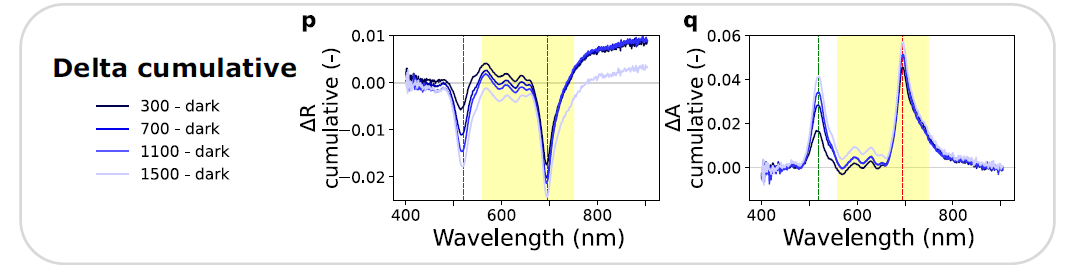 Delta cumulative
300 - dark
700 - dark
1100 - dark
1500 - dark
p
ΔR
cumulative (–)
0.01
0.00
−0.01
−0.02
400
600
800
Wavelength (nm)
q
ΔA
cumulative (–)
0.06
0.04
0.02
0.00
400
600
800
Wavelength (nm)